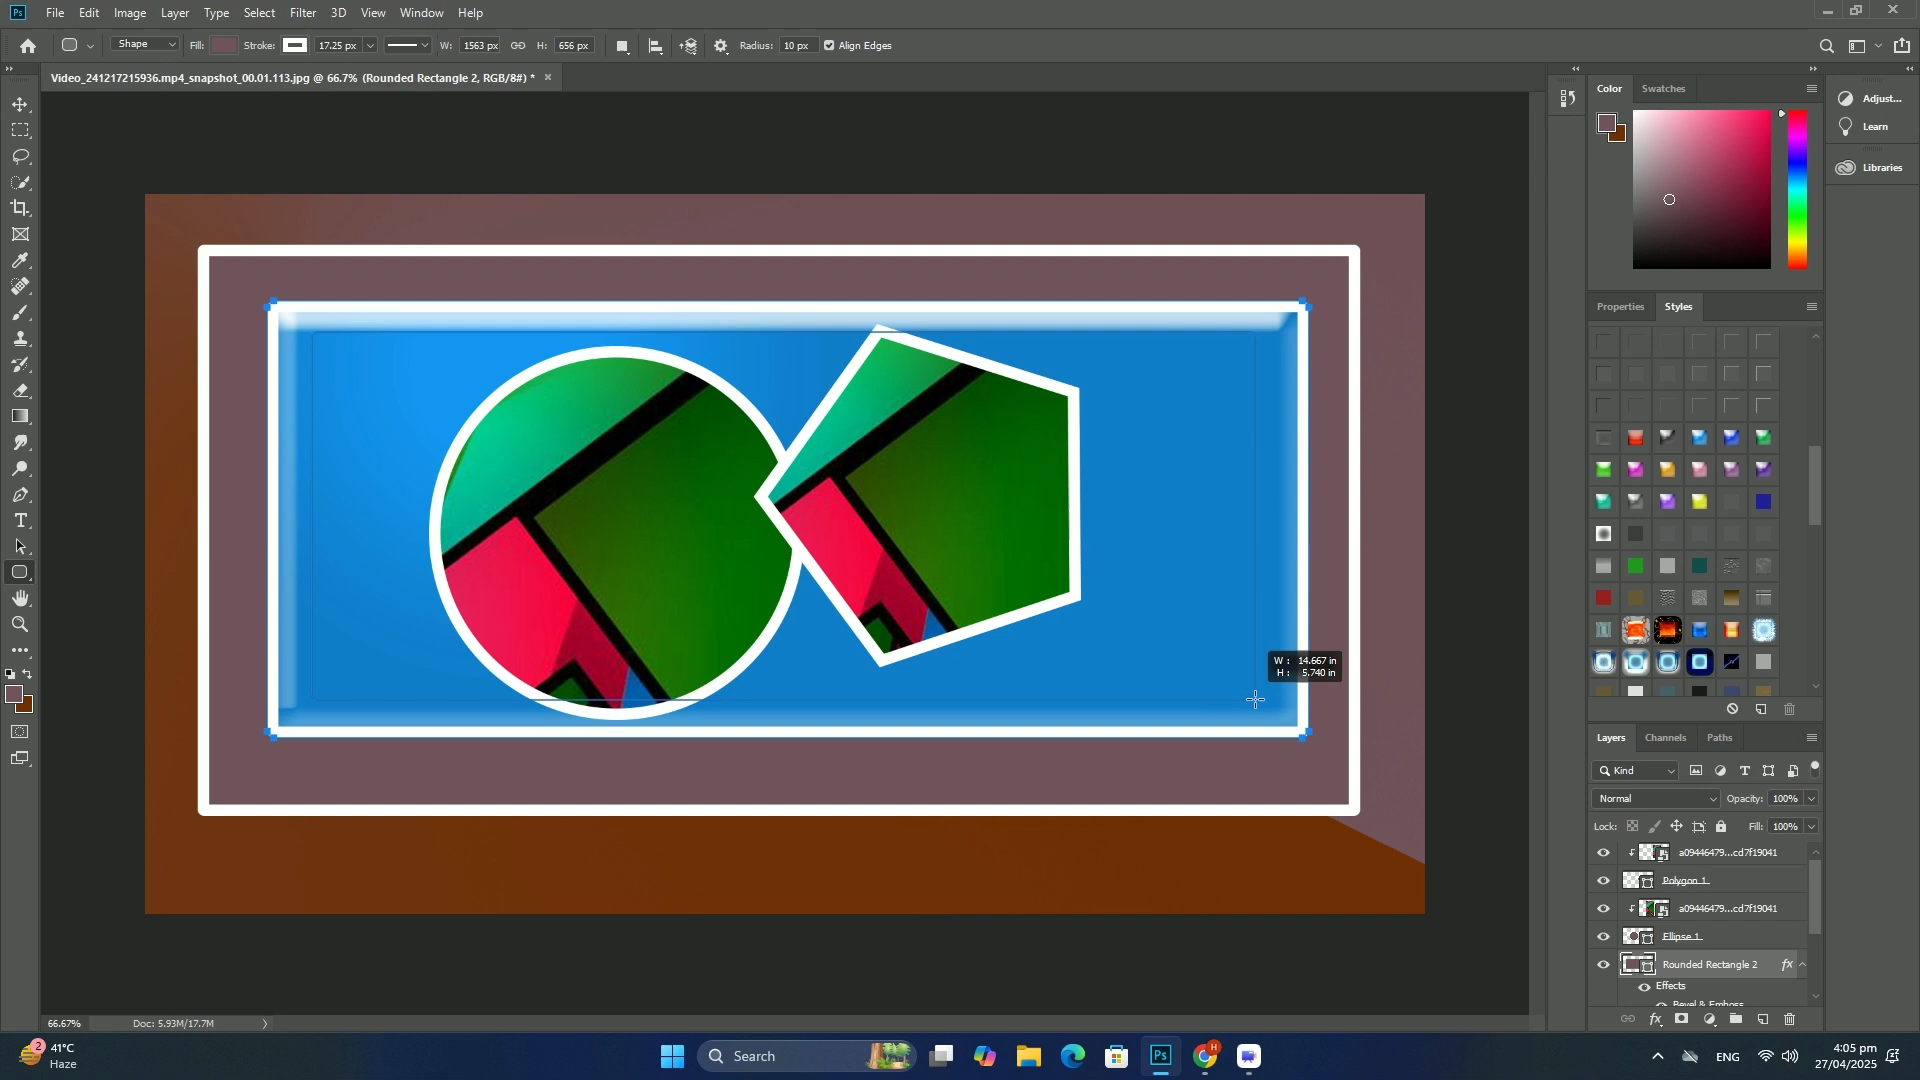 Ps File Edit Image Layer Type Select Filter 3D View Window Help
Shape Fill: Stroke: 17.25 px W: 1563 px H: 656 px Radius: 10 px Align Edges
Video_241217215936.mp4_snapshot_00.01.113.jpg @ 66.7% (Rounded Rectangle 2, RGB/8#) *
Color Swatches
Adjust...
Learn
Libraries
Properties Styles
W : 14.667 in
H : 5.740 in
Layers Channels Paths
Kind
Normal Opacity: 100%
Lock: Fill: 100%
a09446479...cd7f19041
Polygon 1
a09446479...cd7f19041
Ellipse 1
Rounded Rectangle 2 fx
Effects
Bevel & Emboss
66.67% Doc: 5.93M/17.7M
2
41°C
Haze
Search
Ps
H
ENG
4:05 pm
27/04/2025